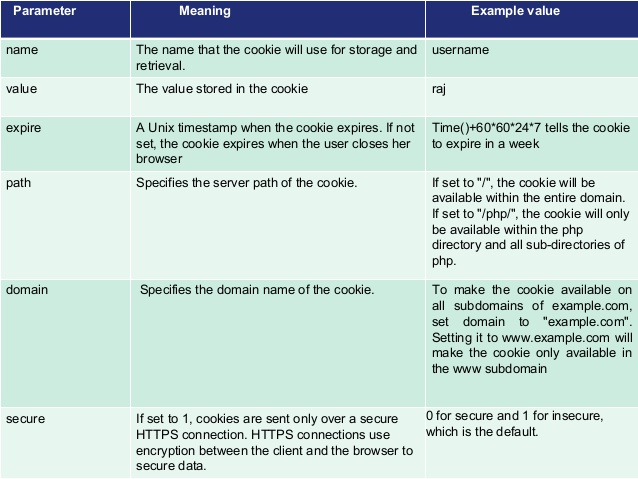 Parameter Meaning Example value
name The name that the cookie will use for storage and username
retrieval.
value The value stored in the cookie raj
expire A Unix timestamp when the cookie expires. If not Time()+60*60*24*7 tells the cookie
set, the cookie expires when the user closes her to expire in a week
browser
path Specifies the server path of the cookie. If set to "/", the cookie will be
available within the entire domain.
If set to "/php/", the cookie will only
be available within the php
directory and all sub-directories of
php.
domain Specifies the domain name of the cookie. To make the cookie available on
all subdomains of example.com,
set domain to "example.com".
Setting it to www.example.com will
make the cookie only available in
the www subdomain
secure If set to 1, cookies are sent only over a secure 0 for secure and 1 for insecure,
HTTPS connection. HTTPS connections use which is the default.
encryption between the client and the browser to
secure data.